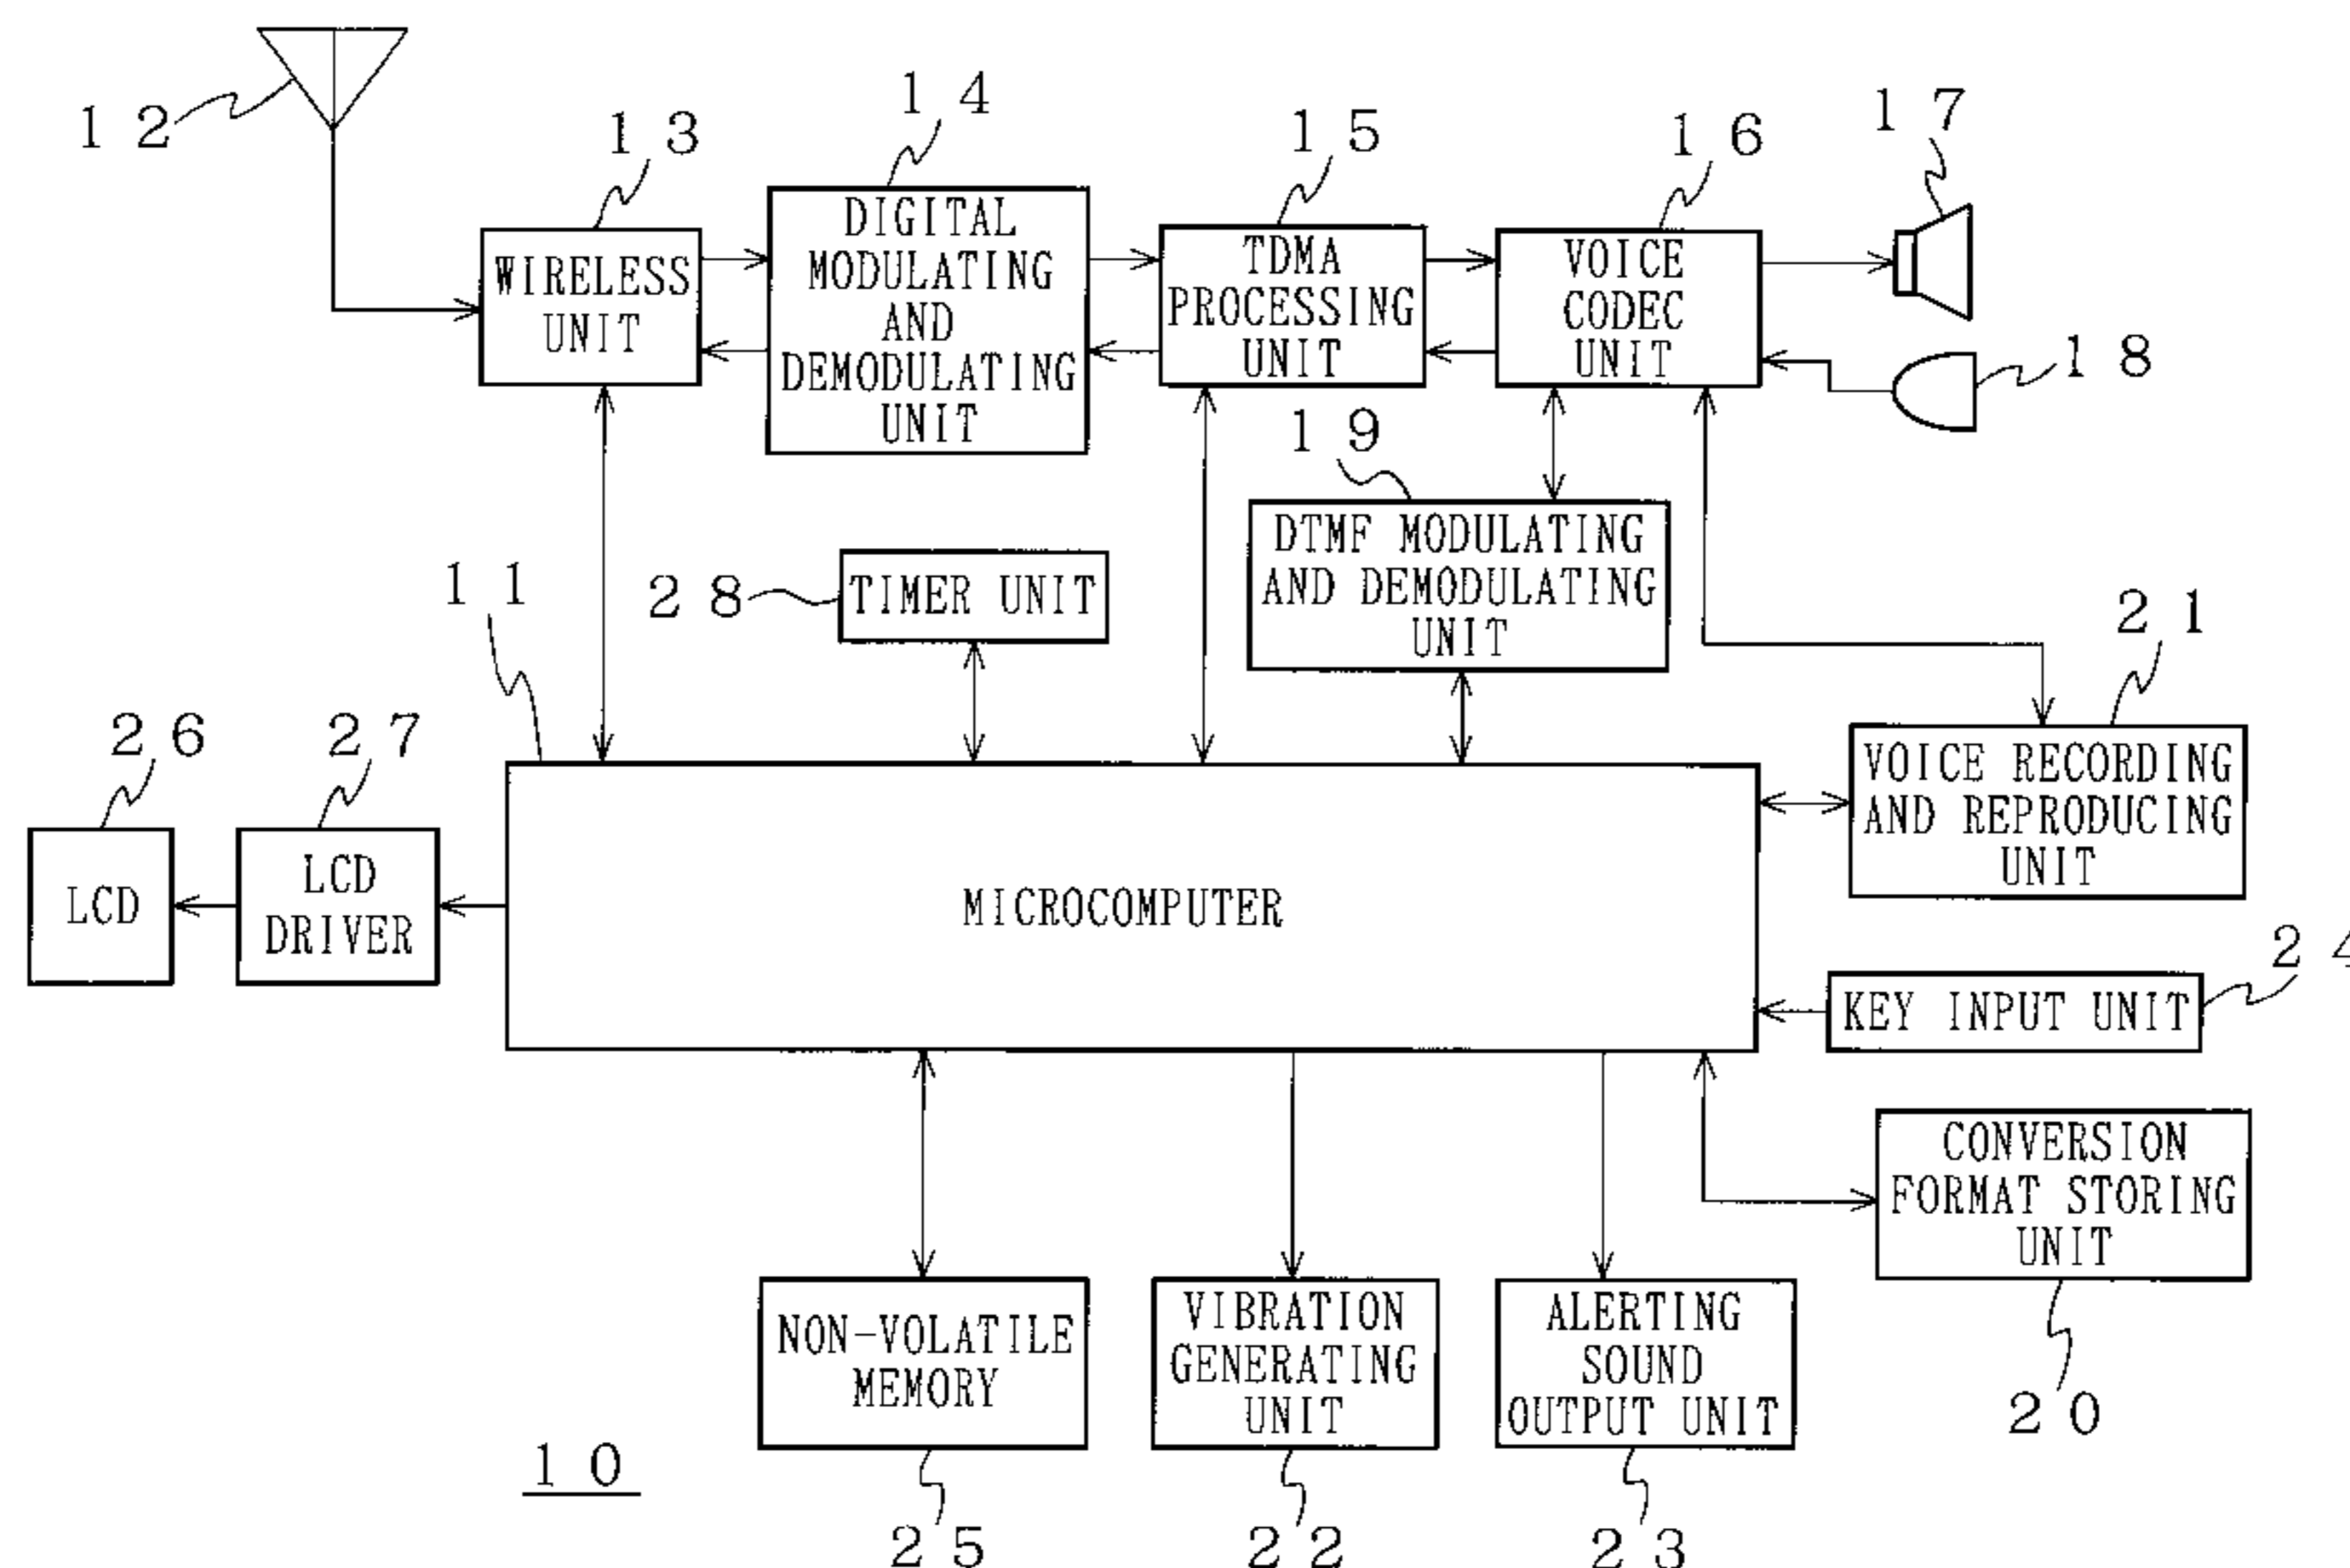 12
13
14
15
16
17
WIRELESS
UNIT
DIGITAL
MODULATING
AND
DEMODULATING
UNIT
TDMA
PROCESSING
UNIT
VOICE
CODEC
UNIT
18
19
DTMF MODULATING
AND DEMODULATING
UNIT
11
28
TIMER UNIT
21
VOICE RECORDING
AND REPRODUCING
UNIT
26
27
LCD
LCD
DRIVER
MICROCOMPUTER
24
KEY INPUT UNIT
CONVERSION
FORMAT STORING
UNIT
20
NON-VOLATILE
MEMORY
VIBRATION
GENERATING
UNIT
ALERTING
SOUND
OUTPUT UNIT
10
25
22
23